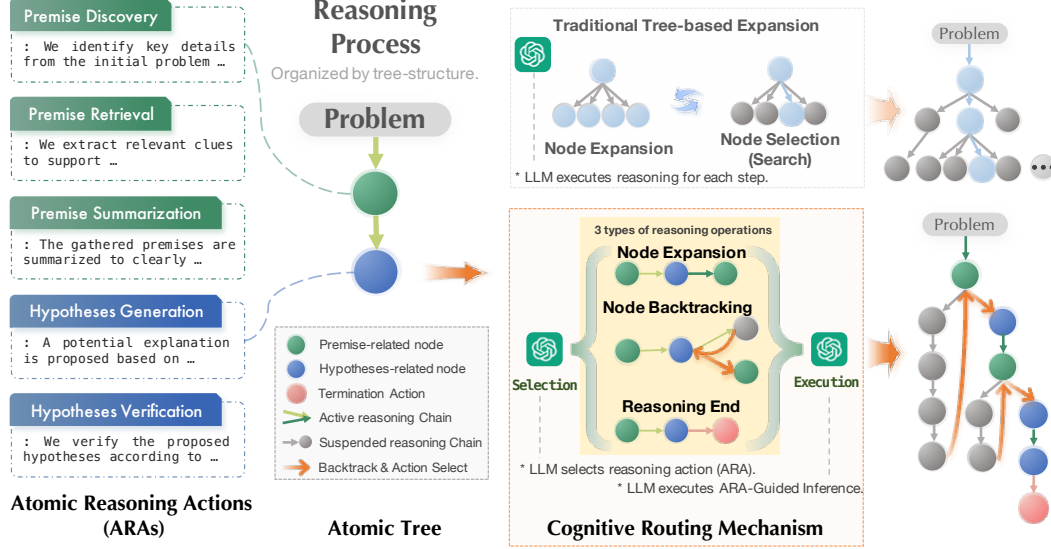 Premise Discovery
: We identify key details
from the initial problem …
Premise Retrieval
: We extract relevant clues
to support …
Premise Summarization
: The gathered premises are
summarized to clearly …
Hypotheses Generation
: A potential explanation
is proposed based on …
Hypotheses Verification
: We verify the proposed
hypotheses according to …
Atomic Reasoning Actions
(ARAs)
Reasoning
Process
Organized by tree-structure.
Problem
Premise-related node
Hypotheses-related node
Termination Action
Active reasoning Chain
Suspended reasoning Chain
Backtrack & Action Select
Atomic Tree
Traditional Tree-based Expansion
Node Expansion
Node Selection
(Search)
* LLM executes reasoning for each step.
Problem
3 types of reasoning operations
Node Expansion
Node Backtracking
Reasoning End
Selection
Execution
* LLM selects reasoning action (ARA).
* LLM executes ARA-Guided Inference.
Cognitive Routing Mechanism
Problem